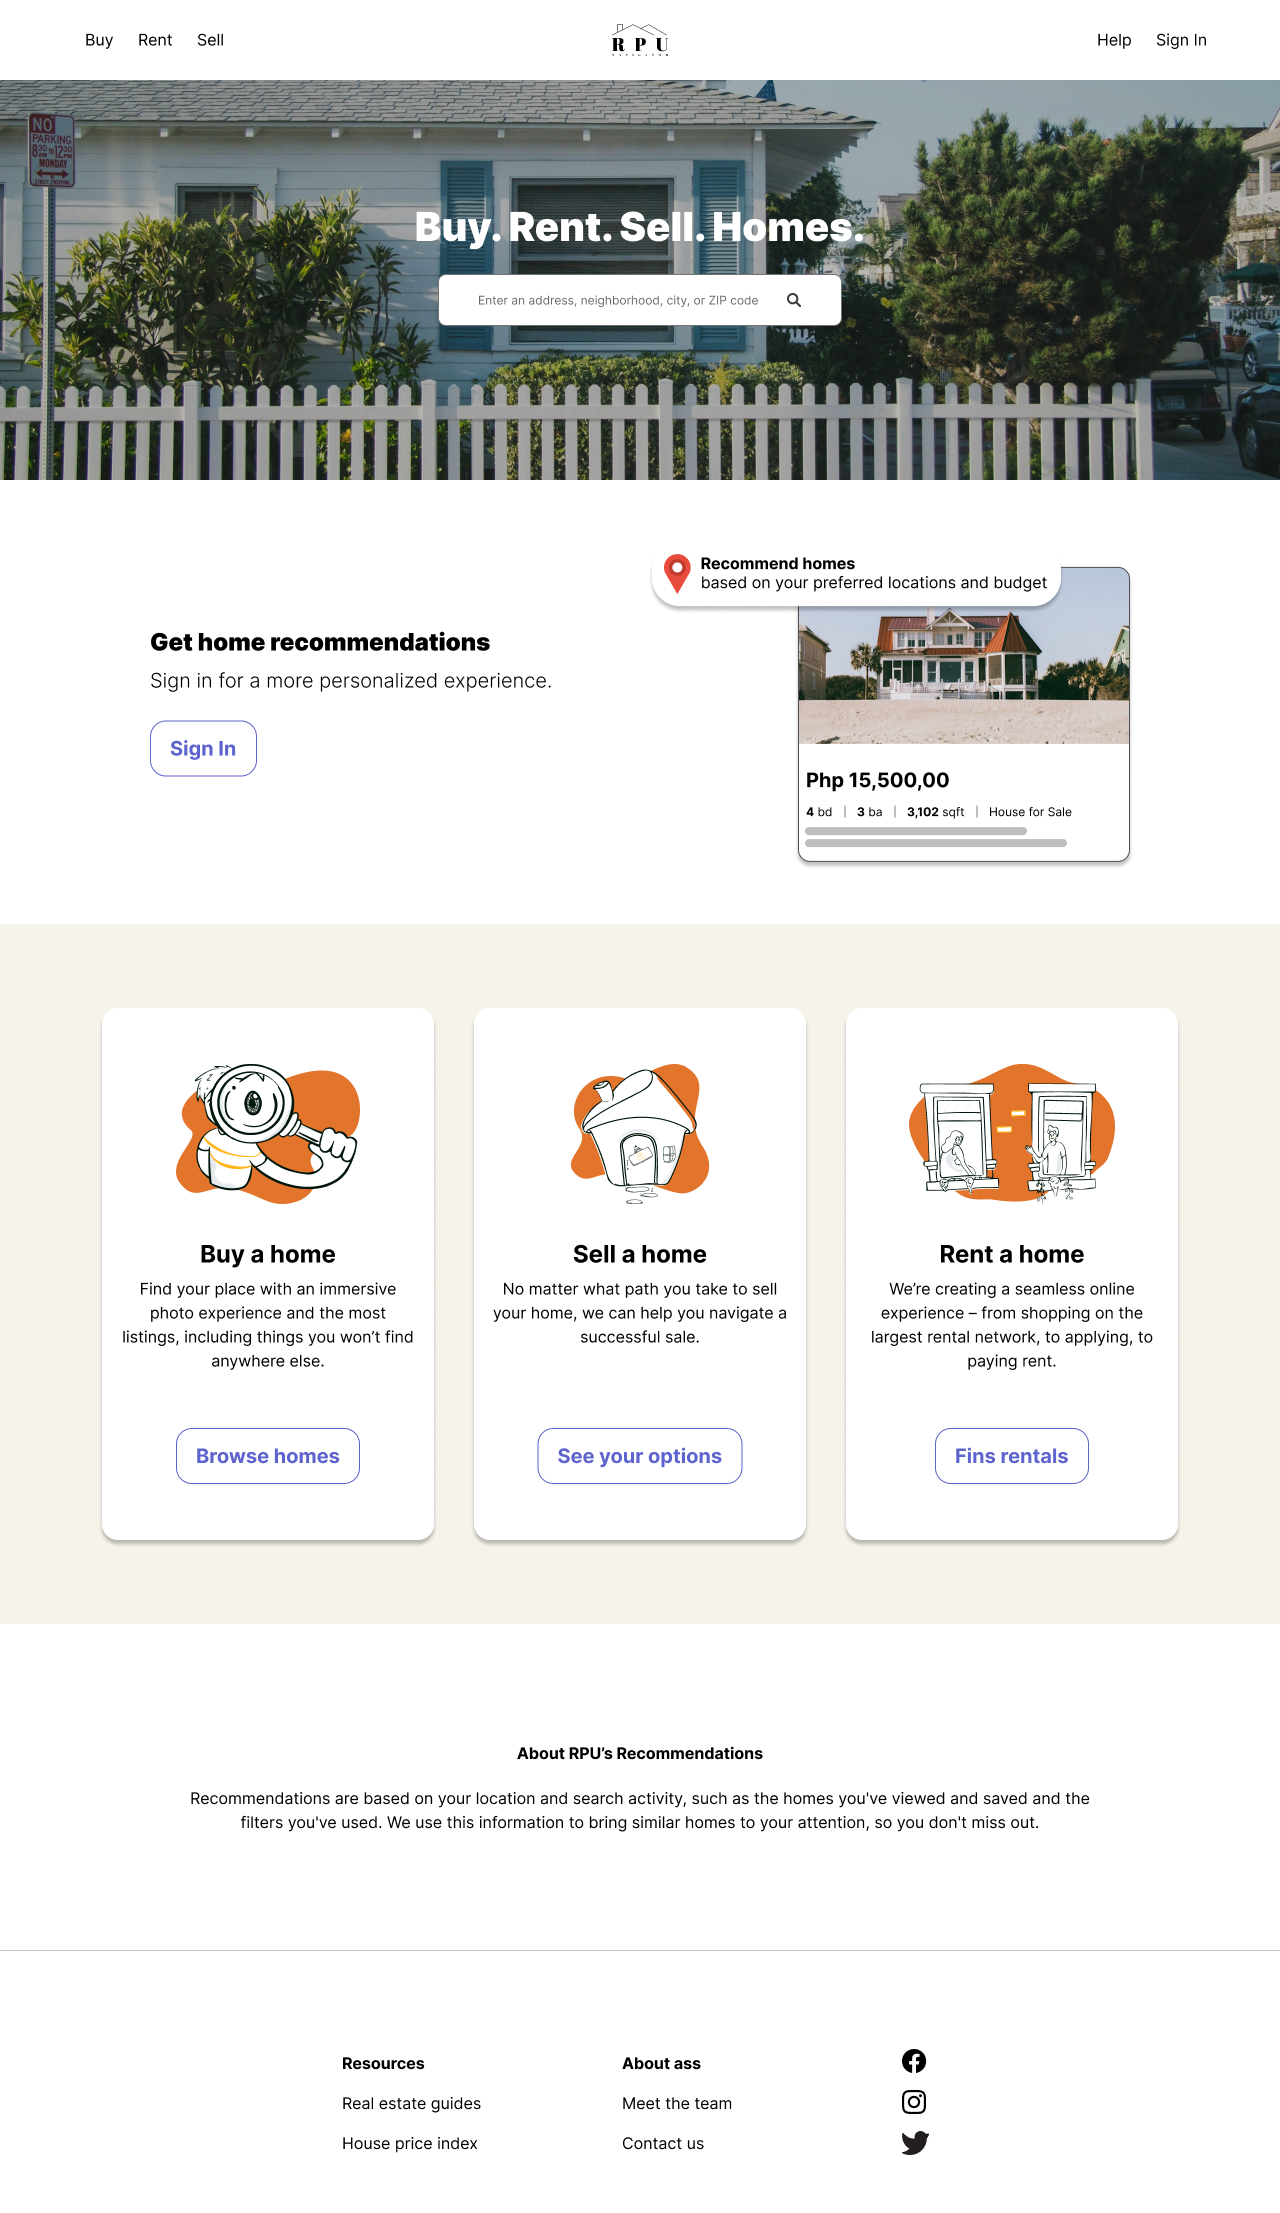 Buy Rent Sell
R P U
Help Sign In
NO
PARKING
8:30 AM TO 12:30 PM
MONDAY
STREET SWEEPING
Buy. Rent. Sell. Homes.
Enter an address, neighborhood, city, or ZIP code
Recommend homes
based on your preferred locations and budget
Get home recommendations
Sign in for a more personalized experience.
Sign In
Php 15,500,00
4 bd | 3 ba | 3,102 sqft | House for Sale
Buy a home
Find your place with an immersive
photo experience and the most
listings, including things you won’t find
anywhere else.
Browse homes
Sell a home
No matter what path you take to sell
your home, we can help you navigate a
successful sale.
See your options
Rent a home
We’re creating a seamless online
experience – from shopping on the
largest rental network, to applying, to
paying rent.
Fins rentals
About RPU’s Recommendations
Recommendations are based on your location and search activity, such as the homes you've viewed and saved and the
filters you've used. We use this information to bring similar homes to your attention, so you don't miss out.
Resources
Real estate guides
House price index
About ass
Meet the team
Contact us